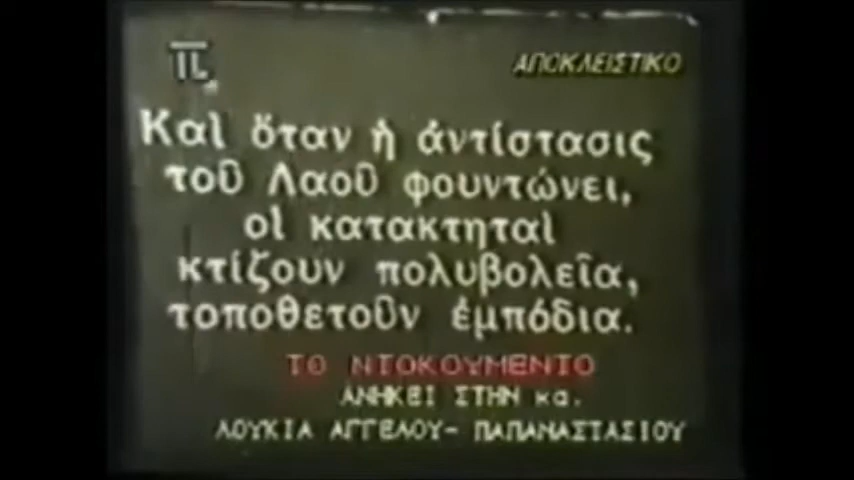 ΑΠΟΚΛΕΙΣΤΙΚΟ
Καὶ ὅταν ἡ ἀντίστασις
τοῦ Λαοῦ φουντώνει,
οἱ κατακτηταὶ
κτίζουν πολυβολεῖα,
τοποθετοῦν ἐμπόδια.
ΤΟ ΝΤΟΚΟΥΜΕΝΤΟ
ΑΝΗΚΕΙ ΣΤΗΝ κα.
ΛΟΥΚΙΑ ΑΓΓΕΛΟΥ- ΠΑΠΑΝΑΣΤΑΣΙΟΥ